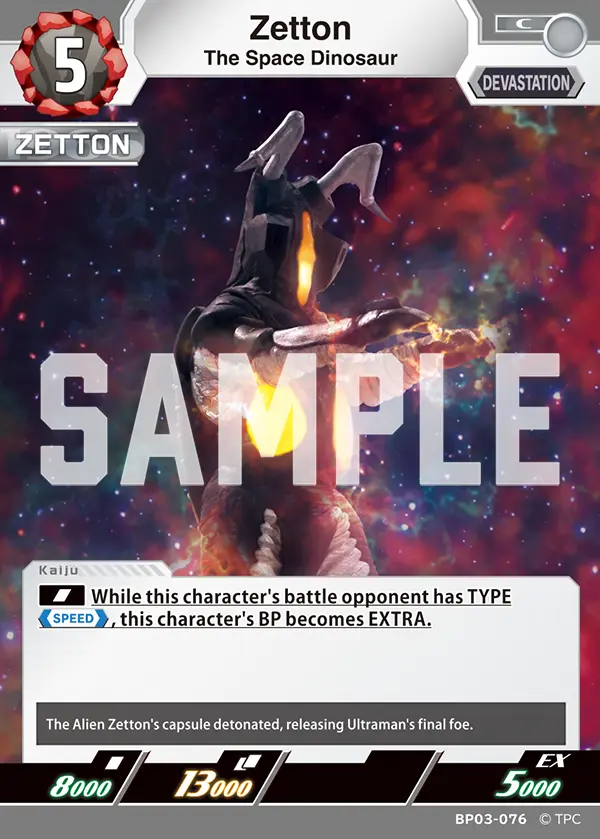 Zetton
The Space Dinosaur
5
C
DEVASTATION
ZETTON
SAMPLE
Kaiju
While this character's battle opponent has TYPE
SPEED, this character's BP becomes EXTRA.
The Alien Zetton's capsule detonated, releasing Ultraman's final foe.
8000
13000
EX
5000
BP03-076 © TPC